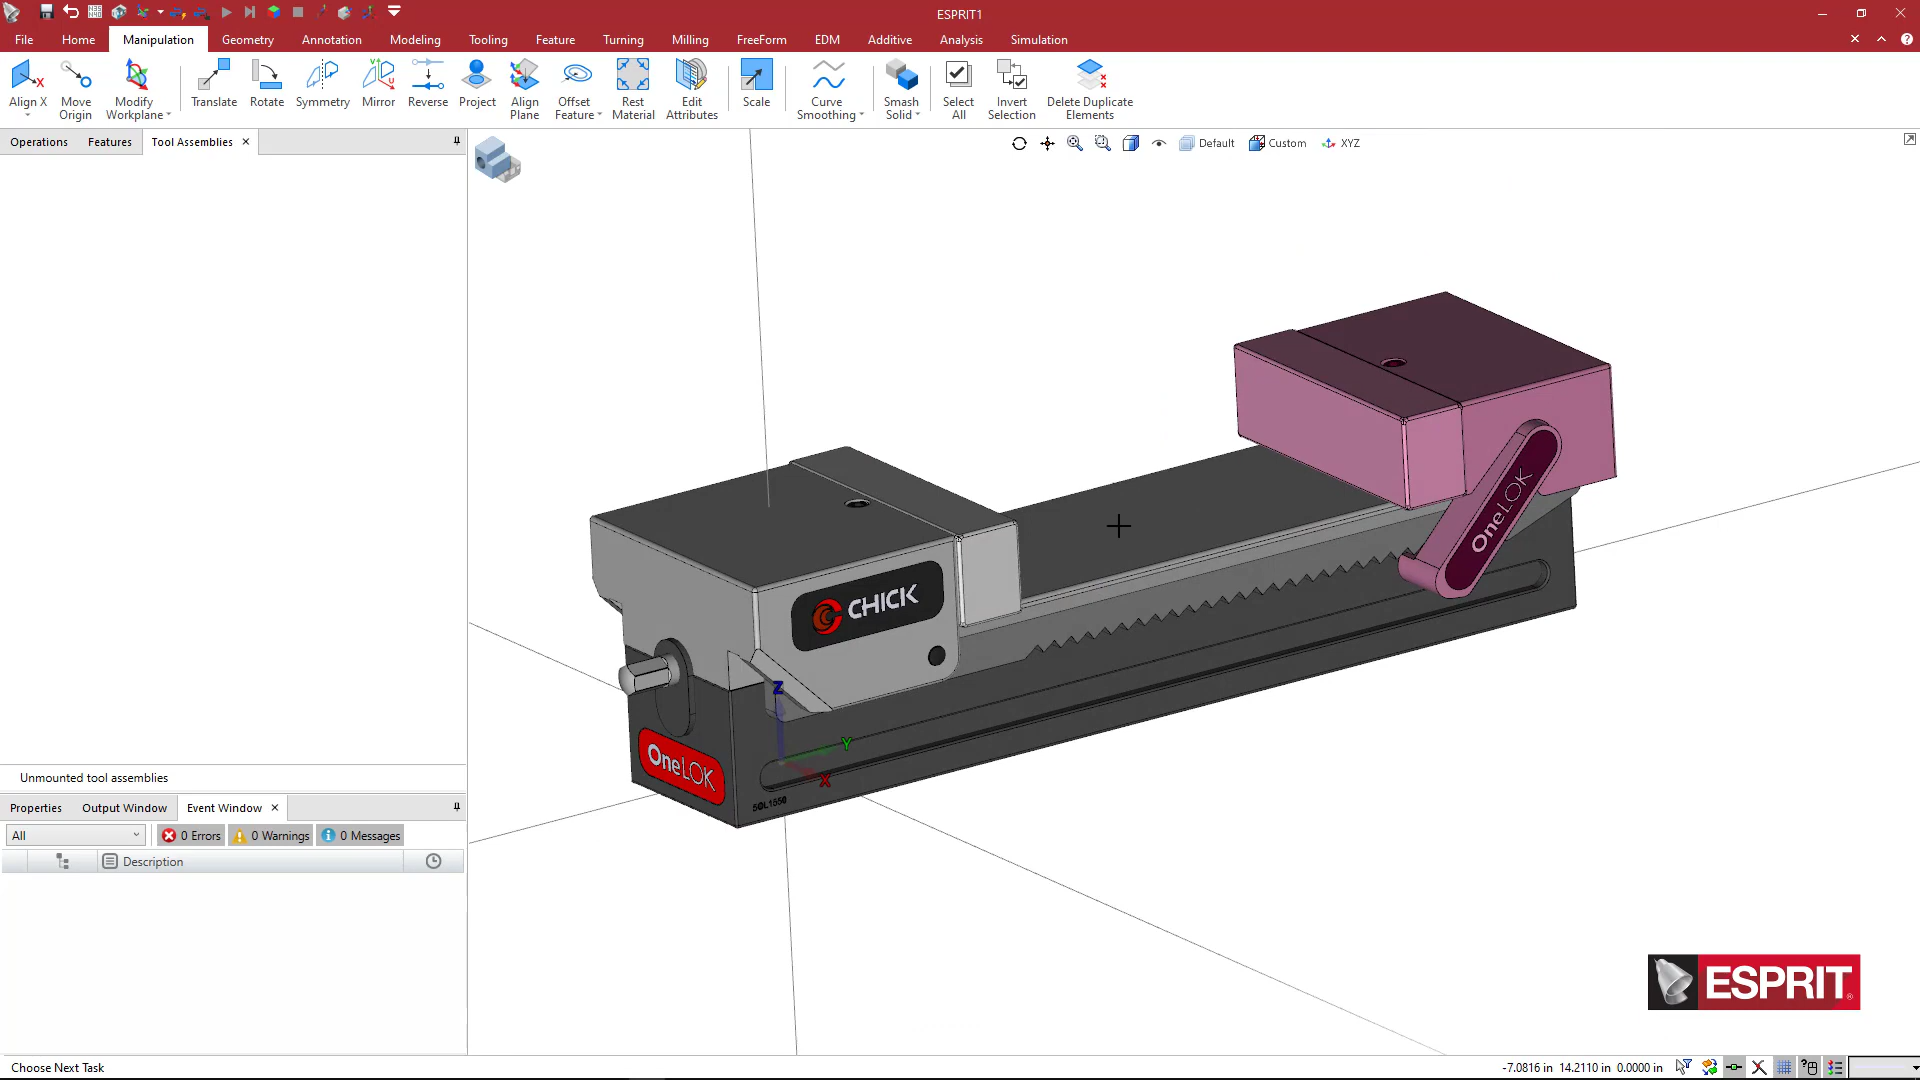 ESPRIT1
File Home Manipulation Geometry Annotation Modeling Tooling Feature Turning Milling FreeForm EDM Additive Analysis Simulation
Align X
Move Origin
Modify Workplane
Translate
Rotate
Symmetry
Mirror
Reverse
Project
Align Plane
Offset Feature
Rest Material
Edit Attributes
Scale
Curve Smoothing
Smash Solid
Select All
Invert Selection
Delete Duplicate Elements
Operations Features Tool Assemblies
Default Custom XYZ
CHICK
OneLOK
OneLOK
Z
Y
X
5OL1550
Unmounted tool assemblies
Properties Output Window Event Window
All 0 Errors 0 Warnings 0 Messages
Description
ESPRIT
Choose Next Task
-7.0816 in 14.2110 in 0.0000 in